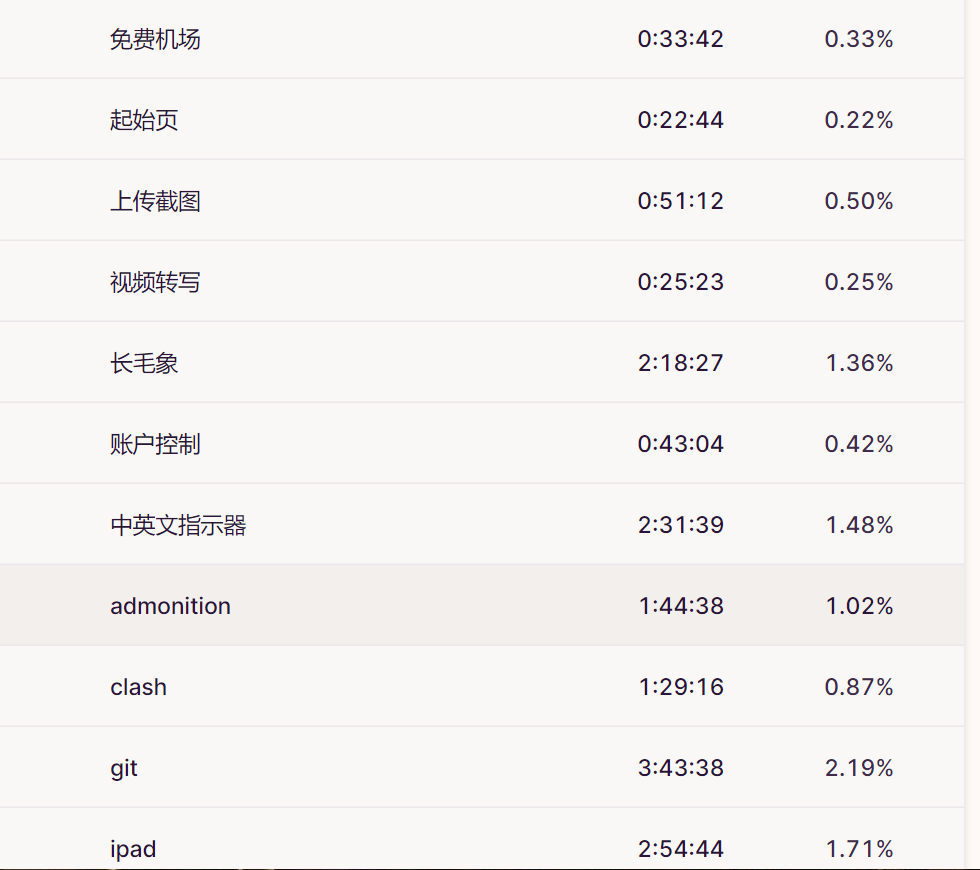 免费机场 0:33:42 0.33%
起始页 0:22:44 0.22%
上传截图 0:51:12 0.50%
视频转写 0:25:23 0.25%
长毛象 2:18:27 1.36%
账户控制 0:43:04 0.42%
中英文指示器 2:31:39 1.48%
admonition 1:44:38 1.02%
clash 1:29:16 0.87%
git 3:43:38 2.19%
ipad 2:54:44 1.71%